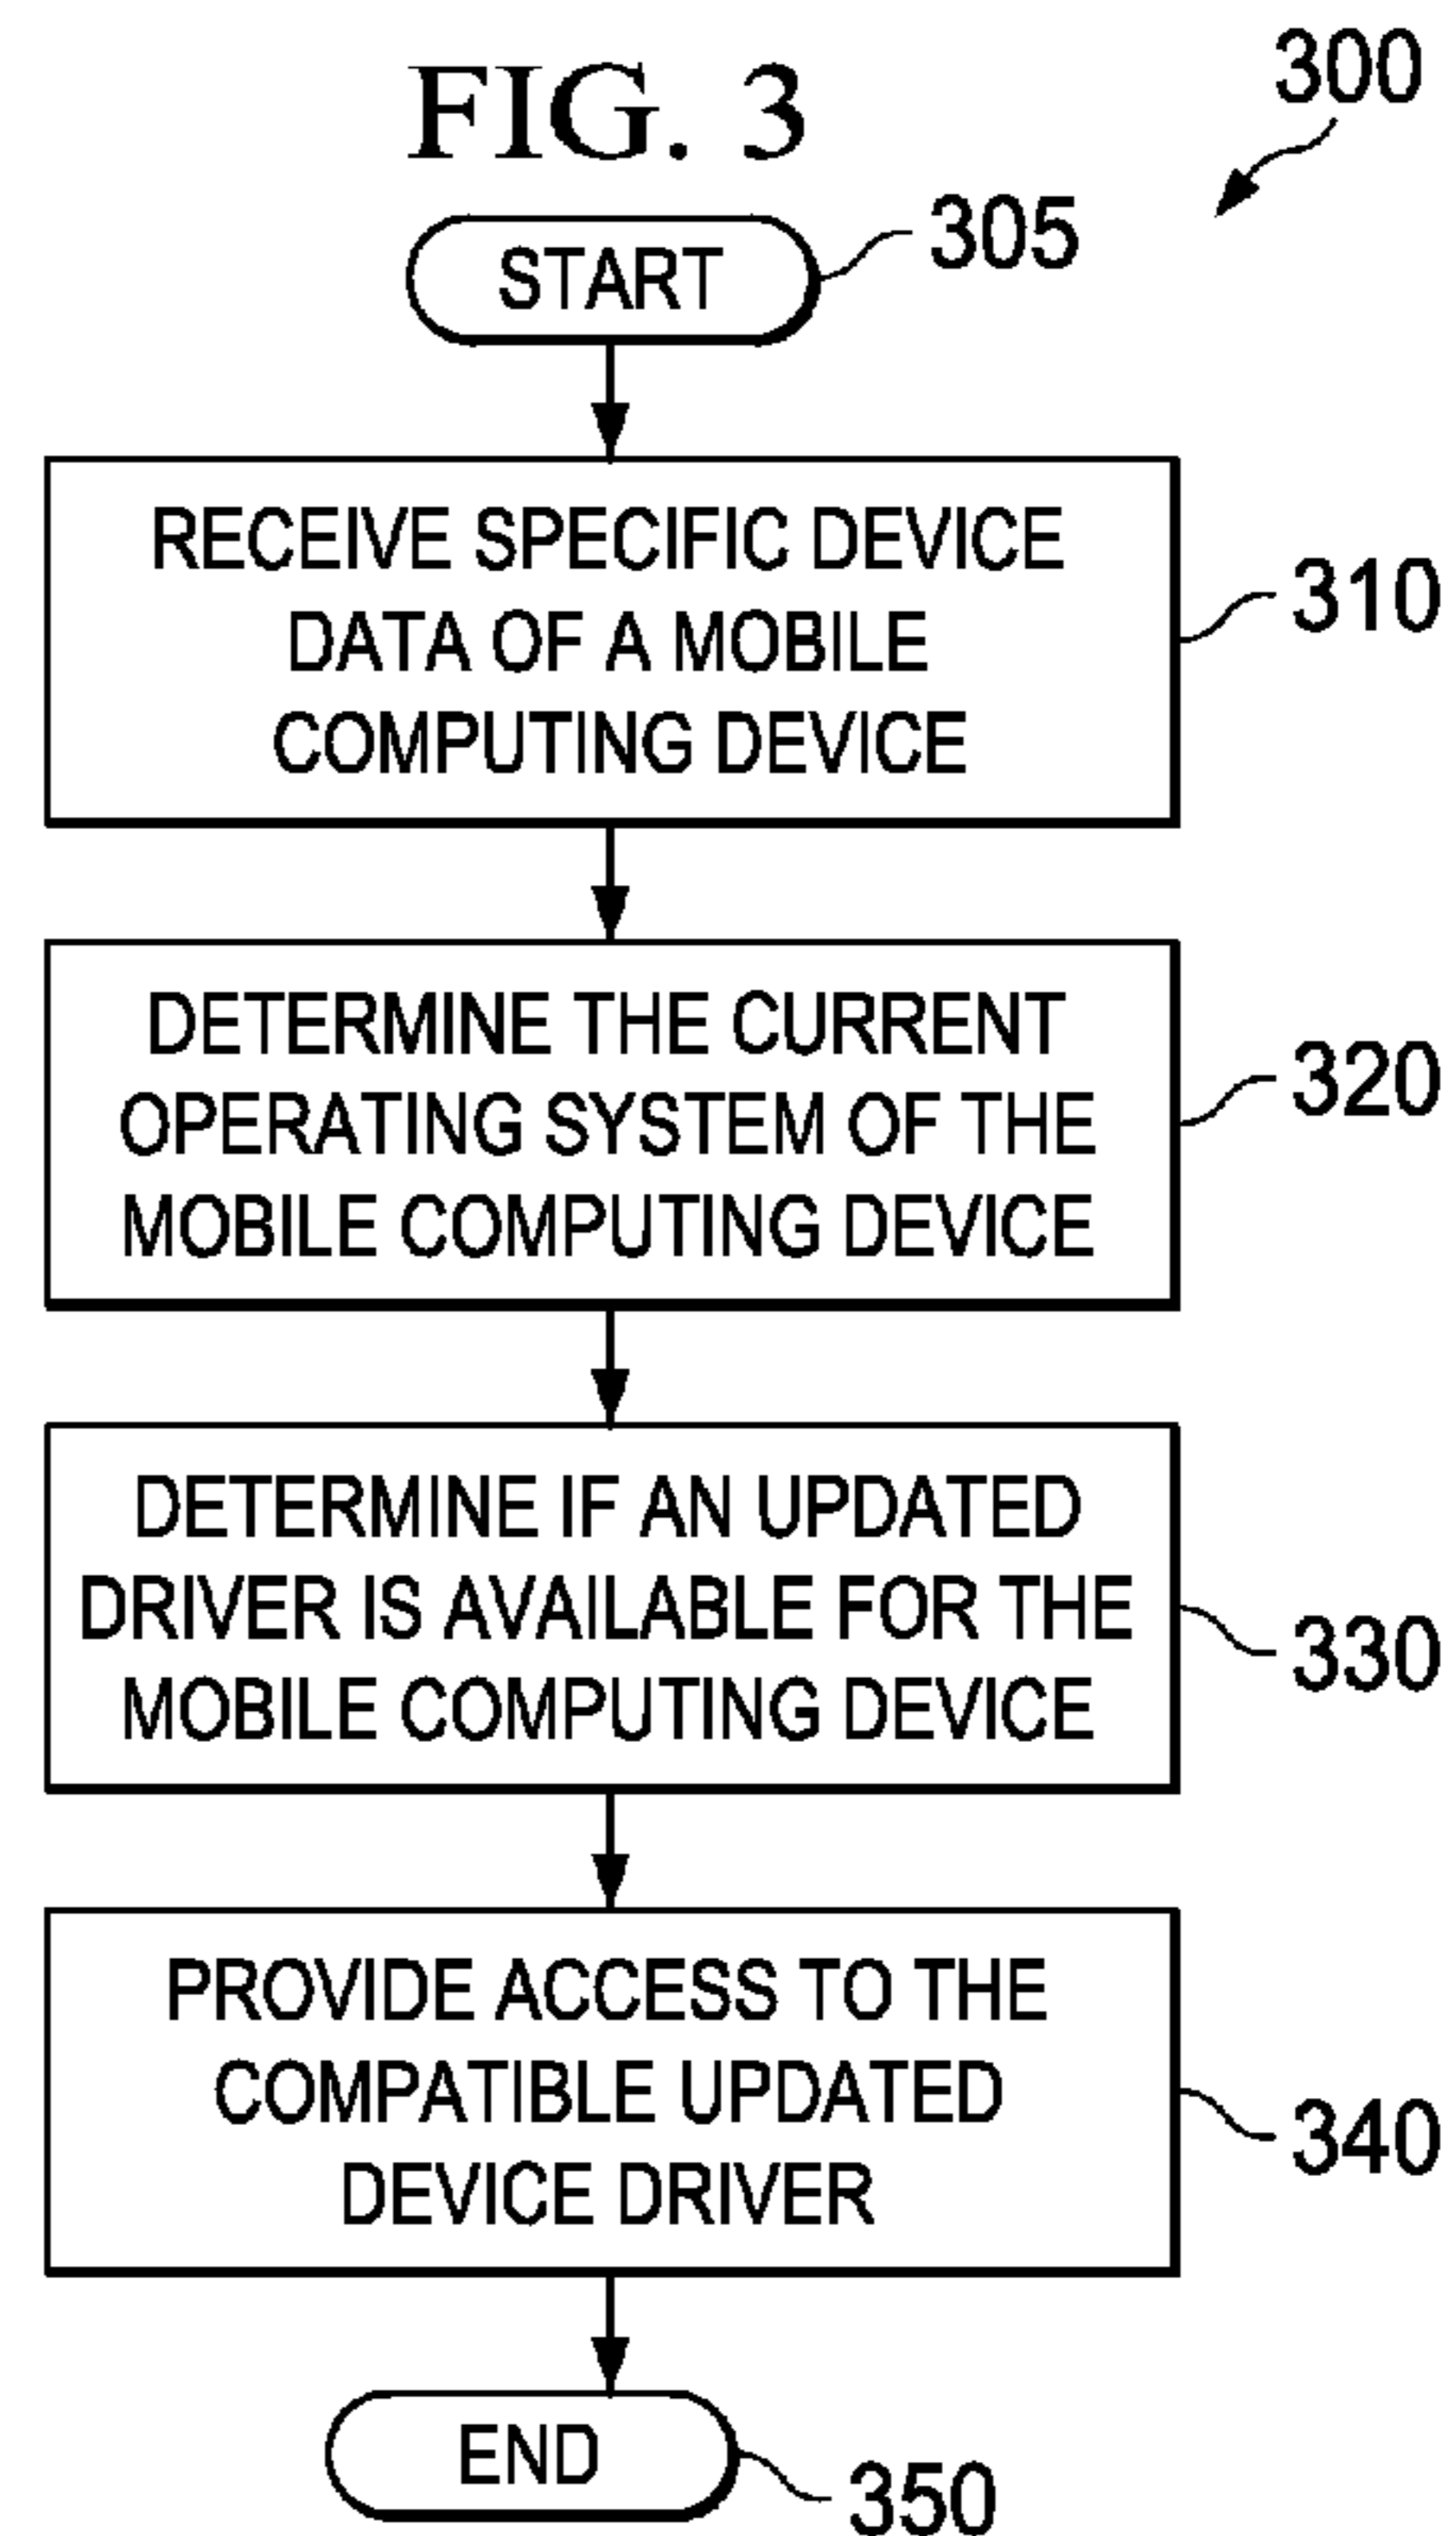 FIG. 3
300
START
305
RECEIVE SPECIFIC DEVICE
DATA OF A MOBILE
COMPUTING DEVICE
310
DETERMINE THE CURRENT
OPERATING SYSTEM OF THE
MOBILE COMPUTING DEVICE
320
DETERMINE IF AN UPDATED
DRIVER IS AVAILABLE FOR THE
MOBILE COMPUTING DEVICE
330
PROVIDE ACCESS TO THE
COMPATIBLE UPDATED
DEVICE DRIVER
340
END
350